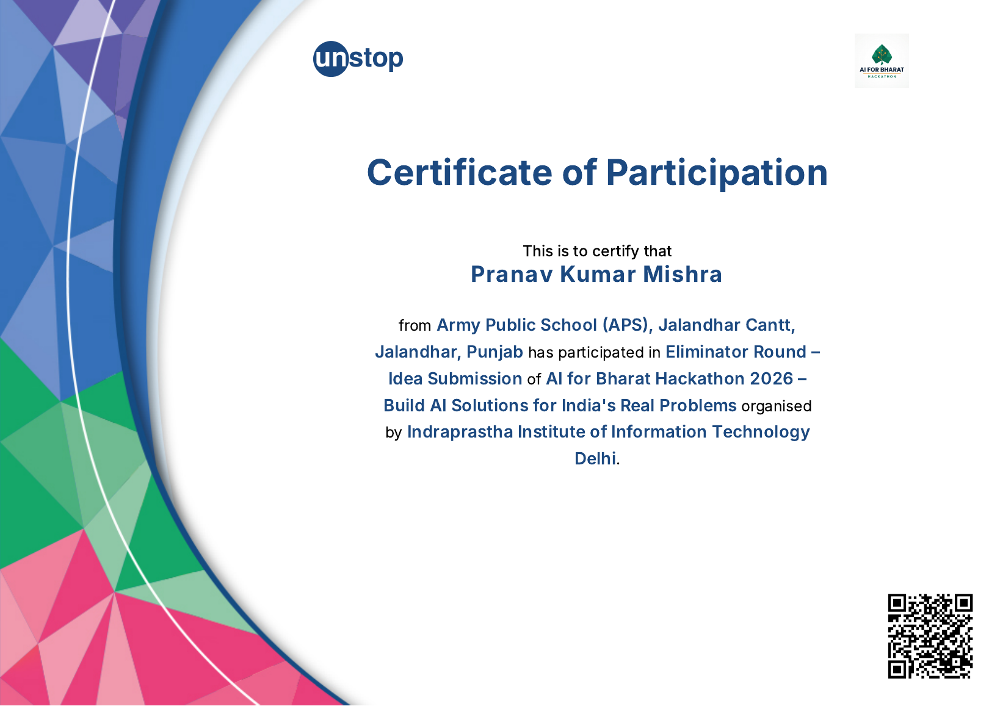 unstop
AI FOR BHARAT
HACKATHON
Certificate of Participation
This is to certify that
Pranav Kumar Mishra
from Army Public School (APS), Jalandhar Cantt,
Jalandhar, Punjab has participated in Eliminator Round –
Idea Submission of AI for Bharat Hackathon 2026 –
Build AI Solutions for India's Real Problems organised
by Indraprastha Institute of Information Technology
Delhi.